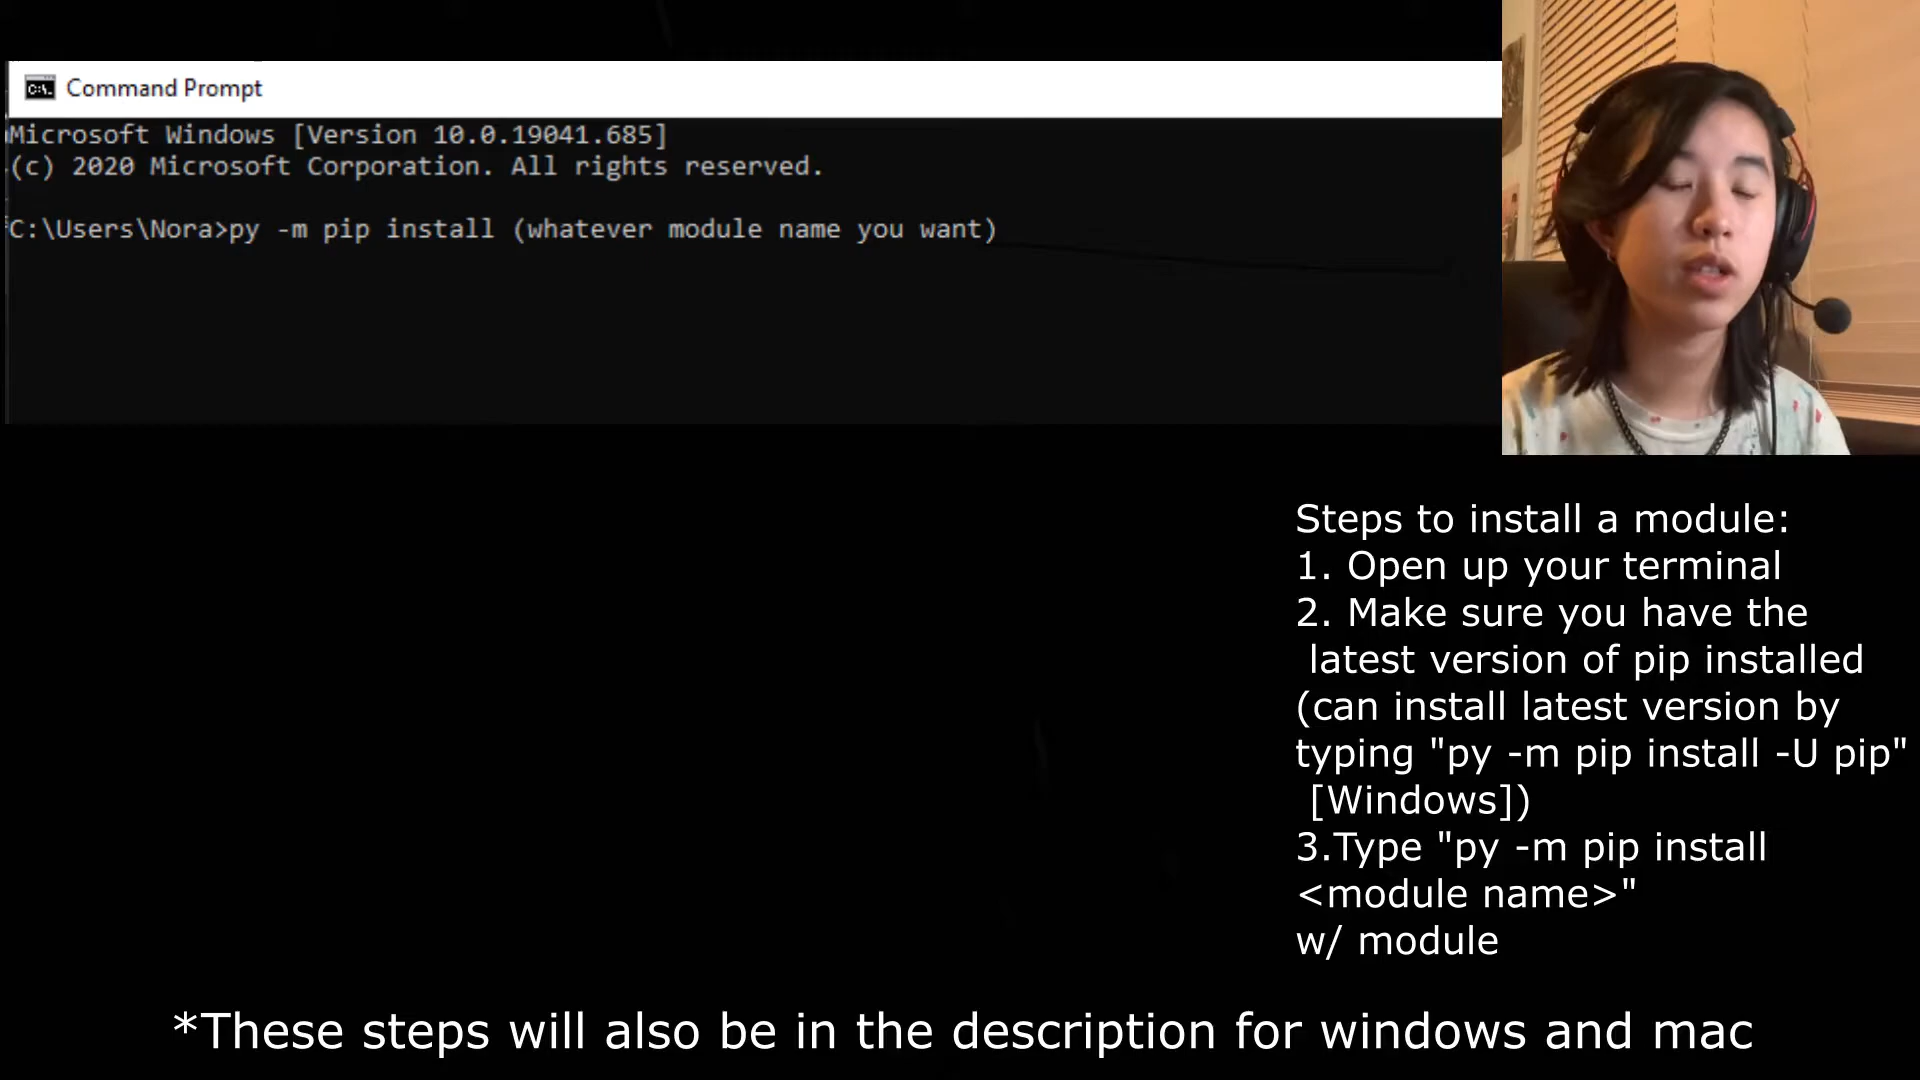 Command Prompt
Microsoft Windows [Version 10.0.19041.685]
(c) 2020 Microsoft Corporation. All rights reserved.
C:\Users\Nora>py -m pip install (whatever module name you want)
Steps to install a module:
1. Open up your terminal
2. Make sure you have the
latest version of pip installed
(can install latest version by
typing "py -m pip install -U pip"
[Windows])
3.Type "py -m pip install
<module name>"
w/ module
*These steps will also be in the description for windows and mac